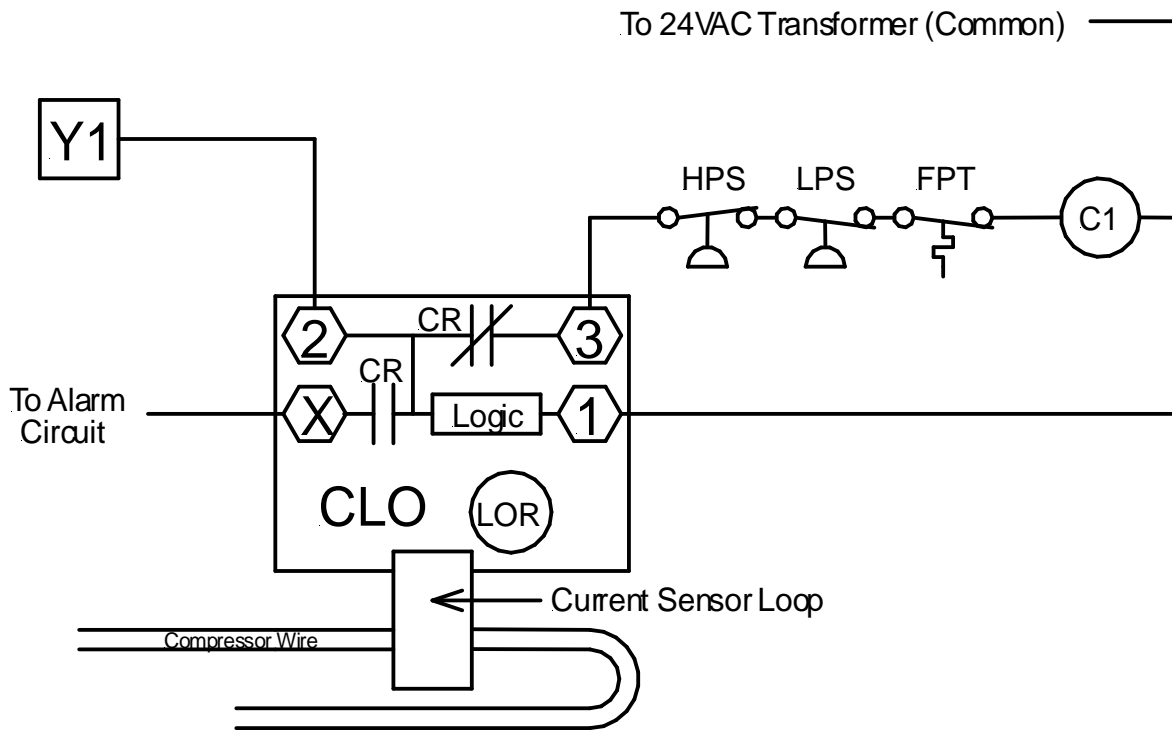 To 24VAC Transformer (Common)
Y1
HPS LPS FPT
C1
CR
2 3
CR
To Alarm
Circuit
X Logic 1
CLO LOR
Current Sensor Loop
Compressor Wire